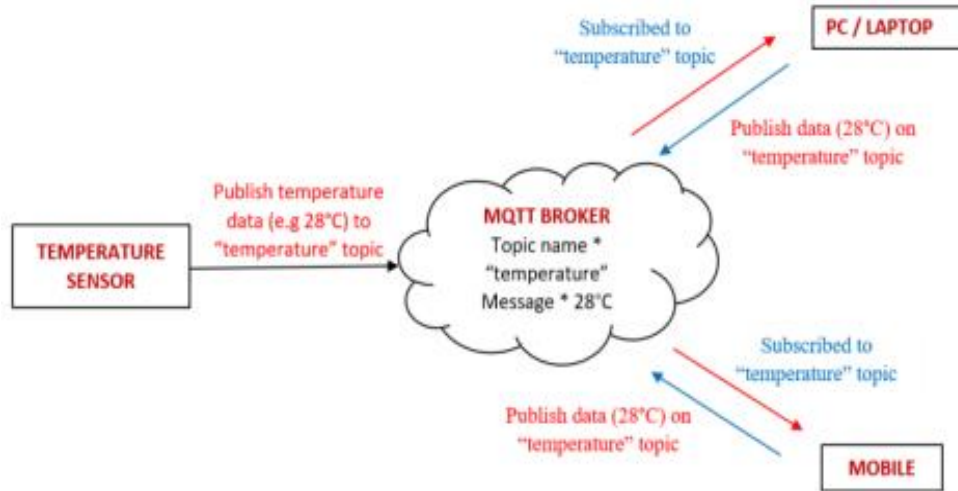 PC / LAPTOP
Subscribed to
“temperature” topic
Publish data (28°C) on
“temperature” topic
Publish temperature
data (e.g 28°C) to
“temperature” topic
TEMPERATURE
SENSOR
MQTT BROKER
Topic name *
“temperature”
Message * 28°C
Subscribed to
“temperature” topic
Publish data (28°C) on
“temperature” topic
MOBILE